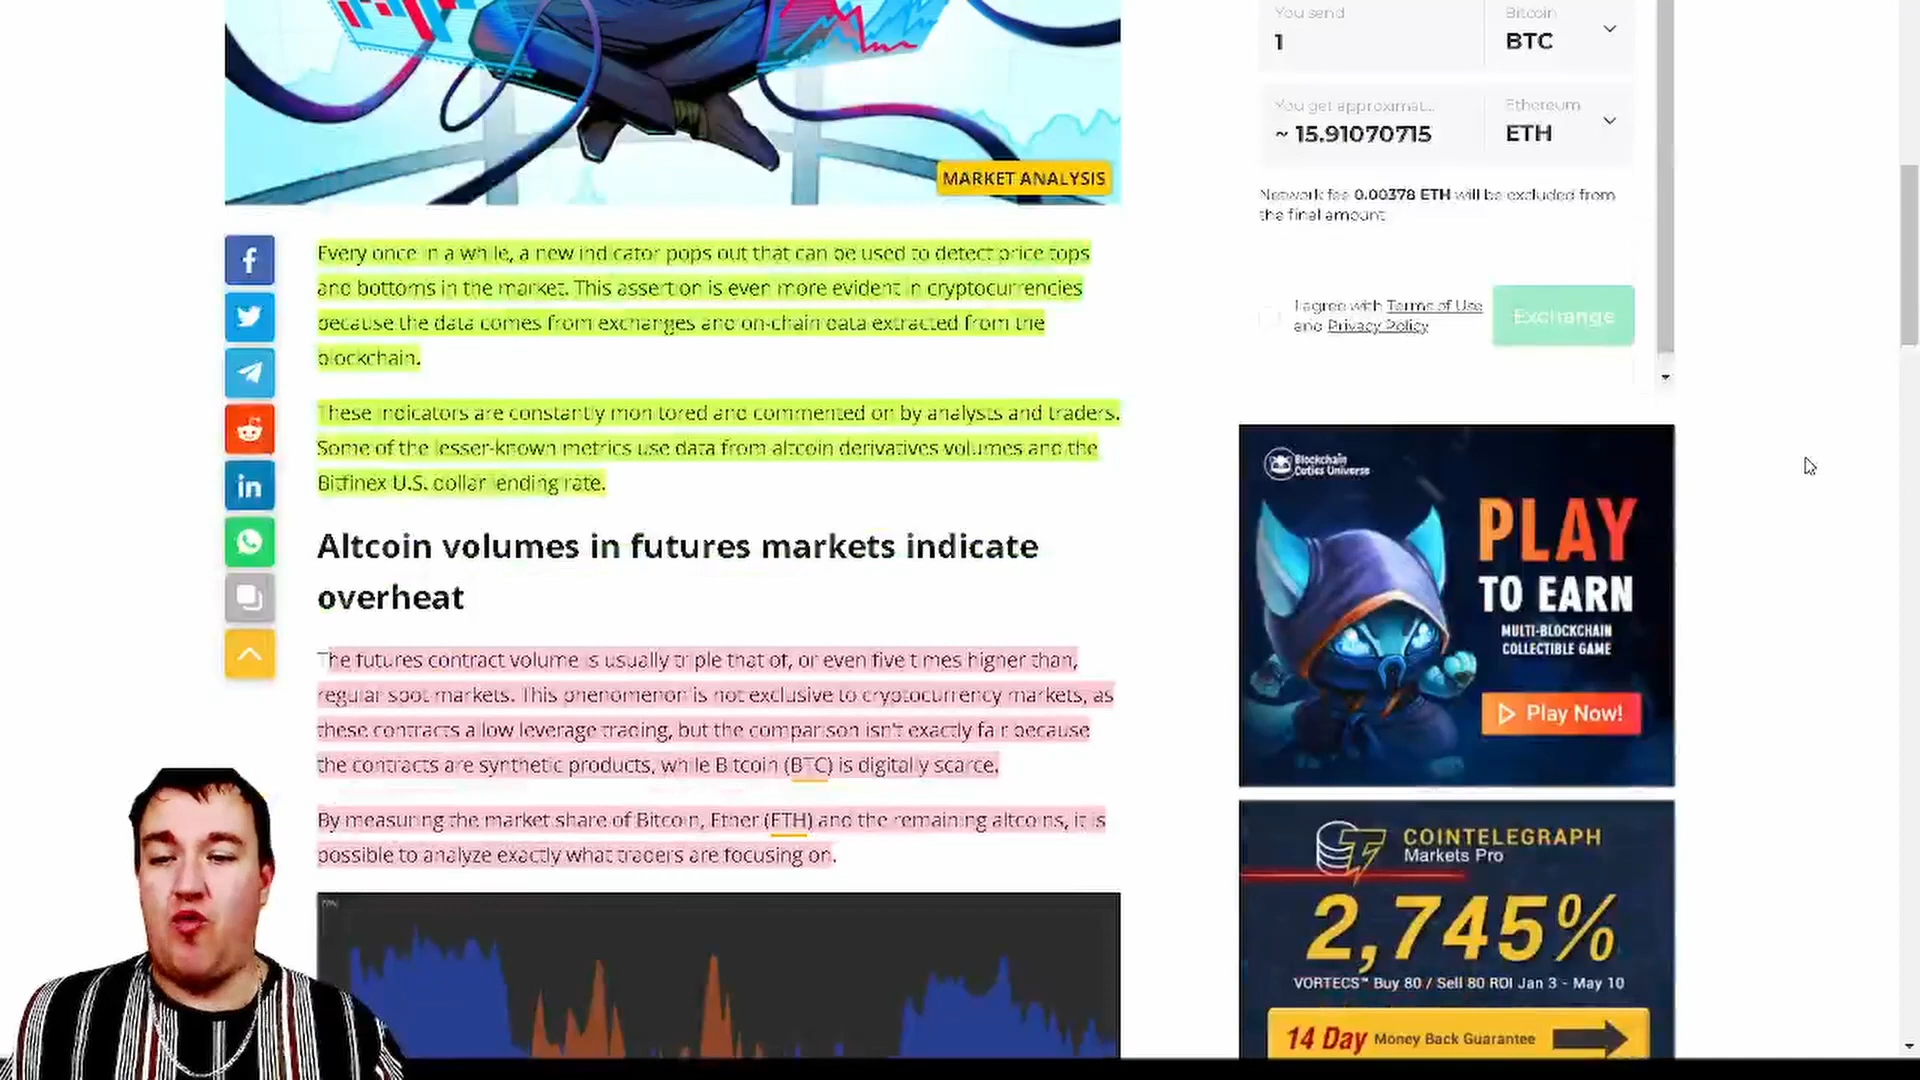 You send
1
Bitcoin
BTC
You get approximat...
~ 15.91070715
Ethereum
ETH
Network fee 0.00378 ETH will be excluded from
the final amount
I agree with Terms of Use
and Privacy Policy
Exchange
MARKET ANALYSIS
Every once in a while, a new indicator pops out that can be used to detect price tops
and bottoms in the market. This assertion is even more evident in cryptocurrencies
because the data comes from exchanges and on-chain data extracted from the
blockchain.
These indicators are constantly monitored and commented on by analysts and traders.
Some of the lesser-known metrics use data from altcoin derivatives volumes and the
Bitfinex U.S. dollar lending rate.
Altcoin volumes in futures markets indicate
overheat
The futures contract volume is usually triple that of, or even five times higher than,
regular spot markets. This phenomenon is not exclusive to cryptocurrency markets, as
these contracts allow leverage trading, but the comparison isn't exactly fair because
the contracts are synthetic products, while Bitcoin (BTC) is digitally scarce.
By measuring the market share of Bitcoin, Ether (ETH) and the remaining altcoins, it is
possible to analyze exactly what traders are focusing on.
Blockchain
Cuties Universe
PLAY
TO EARN
MULTI-BLOCKCHAIN
COLLECTIBLE GAME
Play Now!
COINTELEGRAPH
Markets Pro
2,745%
VORTECS™ Buy 80 / Sell 80 ROI Jan 3 - May 10
14 Day Money Back Guarantee